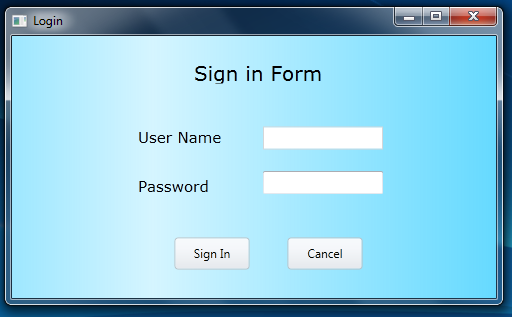 Login
Sign in Form
User Name
Password
Sign In
Cancel